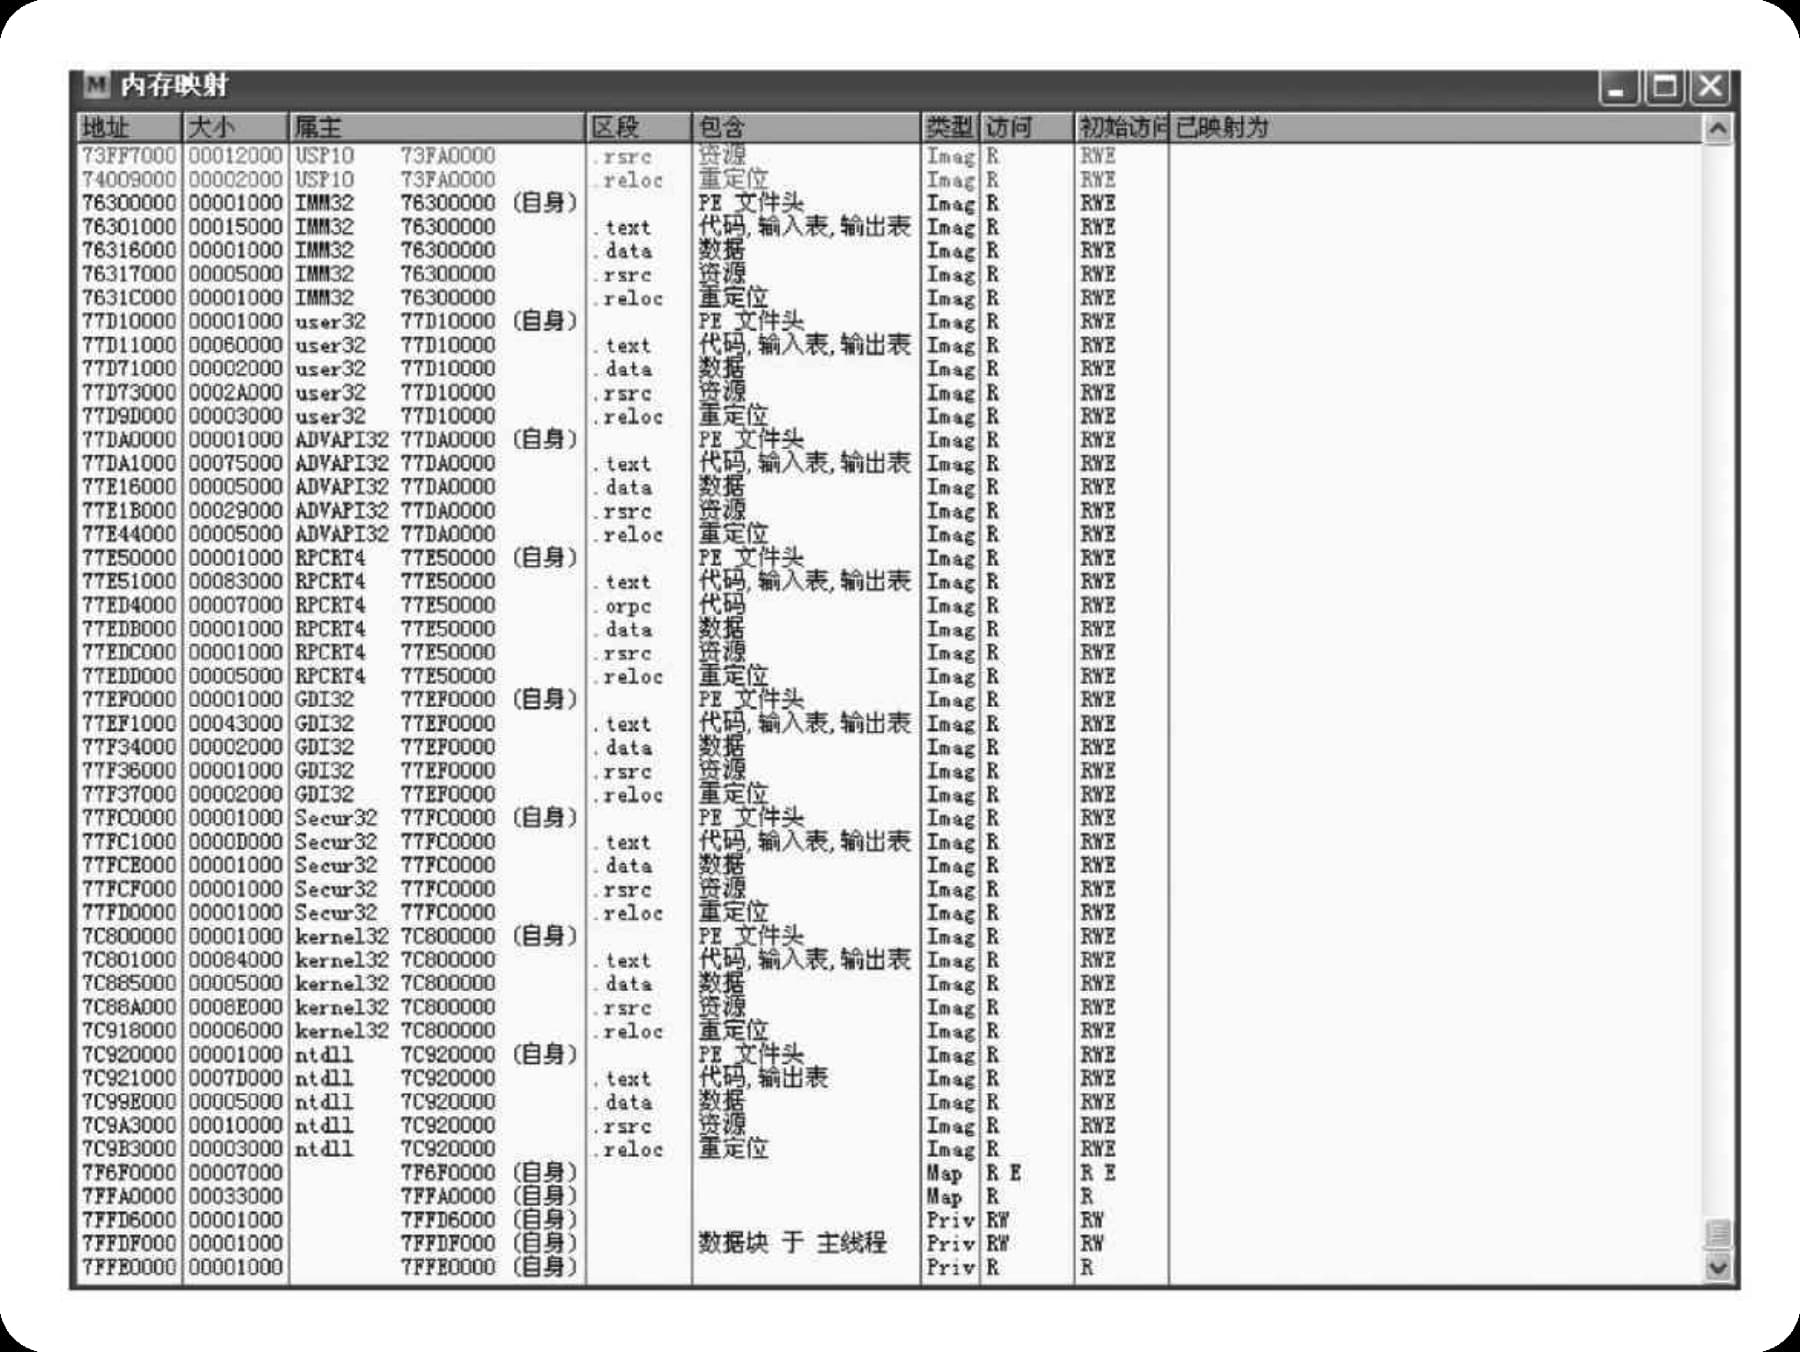 M 内存映射
地址 大小 属主 区段 包含 类型 访问 初始访问 已映射为
73FF7000 00012000 USP10 73FA0000 .rsrc 资源 Imag R RWE
74009000 00002000 USP10 73FA0000 .reloc 重定位 Imag R RWE
76300000 00001000 IMM32 76300000 (自身) PE 文件头 Imag R RWE
76301000 00015000 IMM32 76300000 .text 代码,输入表,输出表 Imag R RWE
76316000 00001000 IMM32 76300000 .data 数据 Imag R RWE
76317000 00005000 IMM32 76300000 .rsrc 资源 Imag R RWE
7631C000 00001000 IMM32 76300000 .reloc 重定位 Imag R RWE
77D10000 00001000 user32 77D10000 (自身) PE 文件头 Imag R RWE
77D11000 00060000 user32 77D10000 .text 代码,输入表,输出表 Imag R RWE
77D71000 00002000 user32 77D10000 .data 数据 Imag R RWE
77D73000 0002A000 user32 77D10000 .rsrc 资源 Imag R RWE
77D9D000 00003000 user32 77D10000 .reloc 重定位 Imag R RWE
77DA0000 00001000 ADVAPI32 77DA0000 (自身) PE 文件头 Imag R RWE
77DA1000 00075000 ADVAPI32 77DA0000 .text 代码,输入表,输出表 Imag R RWE
77E16000 00005000 ADVAPI32 77DA0000 .data 数据 Imag R RWE
77E1B000 00029000 ADVAPI32 77DA0000 .rsrc 资源 Imag R RWE
77E44000 00005000 ADVAPI32 77DA0000 .reloc 重定位 Imag R RWE
77E50000 00001000 RPCRT4 77E50000 (自身) PE 文件头 Imag R RWE
77E51000 00083000 RPCRT4 77E50000 .text 代码,输入表,输出表 Imag R RWE
77ED4000 00007000 RPCRT4 77E50000 .orpc 代码 Imag R RWE
77EDB000 00001000 RPCRT4 77E50000 .data 数据 Imag R RWE
77EDC000 00001000 RPCRT4 77E50000 .rsrc 资源 Imag R RWE
77EDD000 00005000 RPCRT4 77E50000 .reloc 重定位 Imag R RWE
77EF0000 00001000 GDI32 77EF0000 (自身) PE 文件头 Imag R RWE
77EF1000 00043000 GDI32 77EF0000 .text 代码,输入表,输出表 Imag R RWE
77F34000 00002000 GDI32 77EF0000 .data 数据 Imag R RWE
77F36000 00001000 GDI32 77EF0000 .rsrc 资源 Imag R RWE
77F37000 00002000 GDI32 77EF0000 .reloc 重定位 Imag R RWE
77FC0000 00001000 Secur32 77FC0000 (自身) PE 文件头 Imag R RWE
77FC1000 0000D000 Secur32 77FC0000 .text 代码,输入表,输出表 Imag R RWE
77FCE000 00001000 Secur32 77FC0000 .data 数据 Imag R RWE
77FCF000 00001000 Secur32 77FC0000 .rsrc 资源 Imag R RWE
77FD0000 00001000 Secur32 77FC0000 .reloc 重定位 Imag R RWE
7C800000 00001000 kernel32 7C800000 (自身) PE 文件头 Imag R RWE
7C801000 00084000 kernel32 7C800000 .text 代码,输入表,输出表 Imag R RWE
7C885000 00005000 kernel32 7C800000 .data 数据 Imag R RWE
7C88A000 0008E000 kernel32 7C800000 .rsrc 资源 Imag R RWE
7C918000 00006000 kernel32 7C800000 .reloc 重定位 Imag R RWE
7C920000 00001000 ntdll 7C920000 (自身) PE 文件头 Imag R RWE
7C921000 0007D000 ntdll 7C920000 .text 代码,输出表 Imag R RWE
7C99E000 00005000 ntdll 7C920000 .data 数据 Imag R RWE
7C9A3000 00010000 ntdll 7C920000 .rsrc 资源 Imag R RWE
7C9B3000 00003000 ntdll 7C920000 .reloc 重定位 Imag R RWE
7F6F0000 00007000 7F6F0000 (自身) Map R E R E
7FFA0000 00033000 7FFA0000 (自身) Map R R
7FFD6000 00001000 7FFD6000 (自身) Priv RW RW
7FFDF000 00001000 7FFDF000 (自身) 数据块 于 主线程 Priv RW RW
7FFE0000 00001000 7FFE0000 (自身) Priv R R